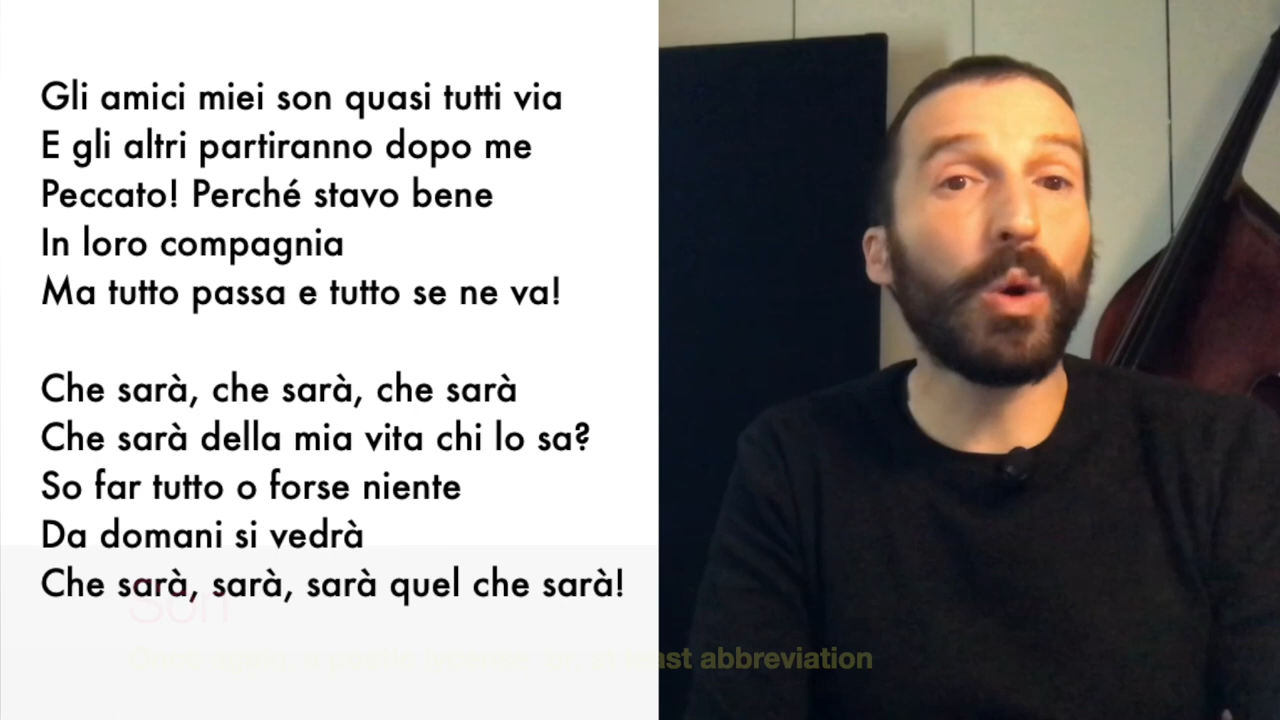 Gli amici miei son quasi tutti via
E gli altri partiranno dopo me
Peccato! Perché stavo bene
In loro compagnia
Ma tutto passa e tutto se ne va!
Che sarà, che sarà, che sarà
Che sarà della mia vita chi lo sa?
So far tutto o forse niente
Da domani si vedrà
Che sarà, sarà, sarà quel che sarà!
Son
abbreviation